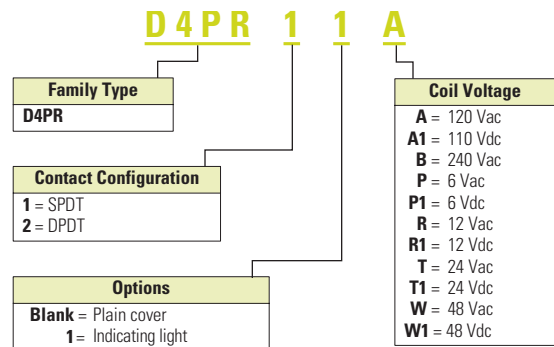 D4PR 1 1 A
Family Type
D4PR
Contact Configuration
1 = SPDT
2 = DPDT
Options
Blank = Plain cover
1 = Indicating light
Coil Voltage
A = 120 Vac
A1 = 110 Vdc
B = 240 Vac
P = 6 Vac
P1 = 6 Vdc
R = 12 Vac
R1 = 12 Vdc
T = 24 Vac
T1 = 24 Vdc
W = 48 Vac
W1 = 48 Vdc